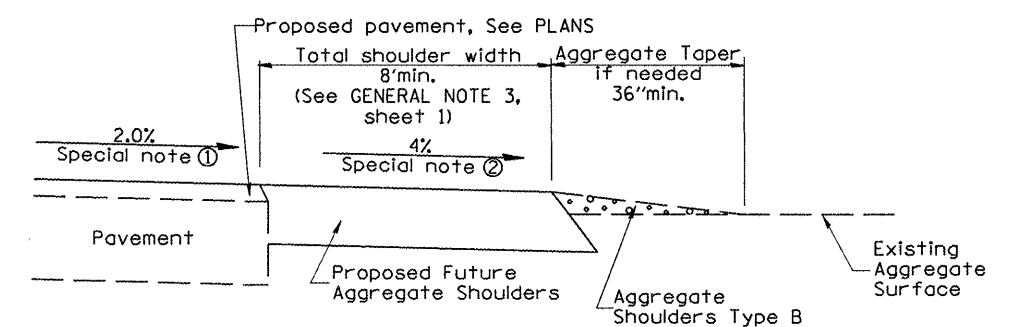 Proposed pavement, See PLANS
Total shoulder width
8'min.
(See GENERAL NOTE 3,
sheet 1)
Aggregate Taper
if needed
36"min.
2.0%
Special note ①
4%
Special note ②
Pavement
Proposed Future
Aggregate Shoulders
Aggregate
Shoulders Type B
Existing
Aggregate
Surface